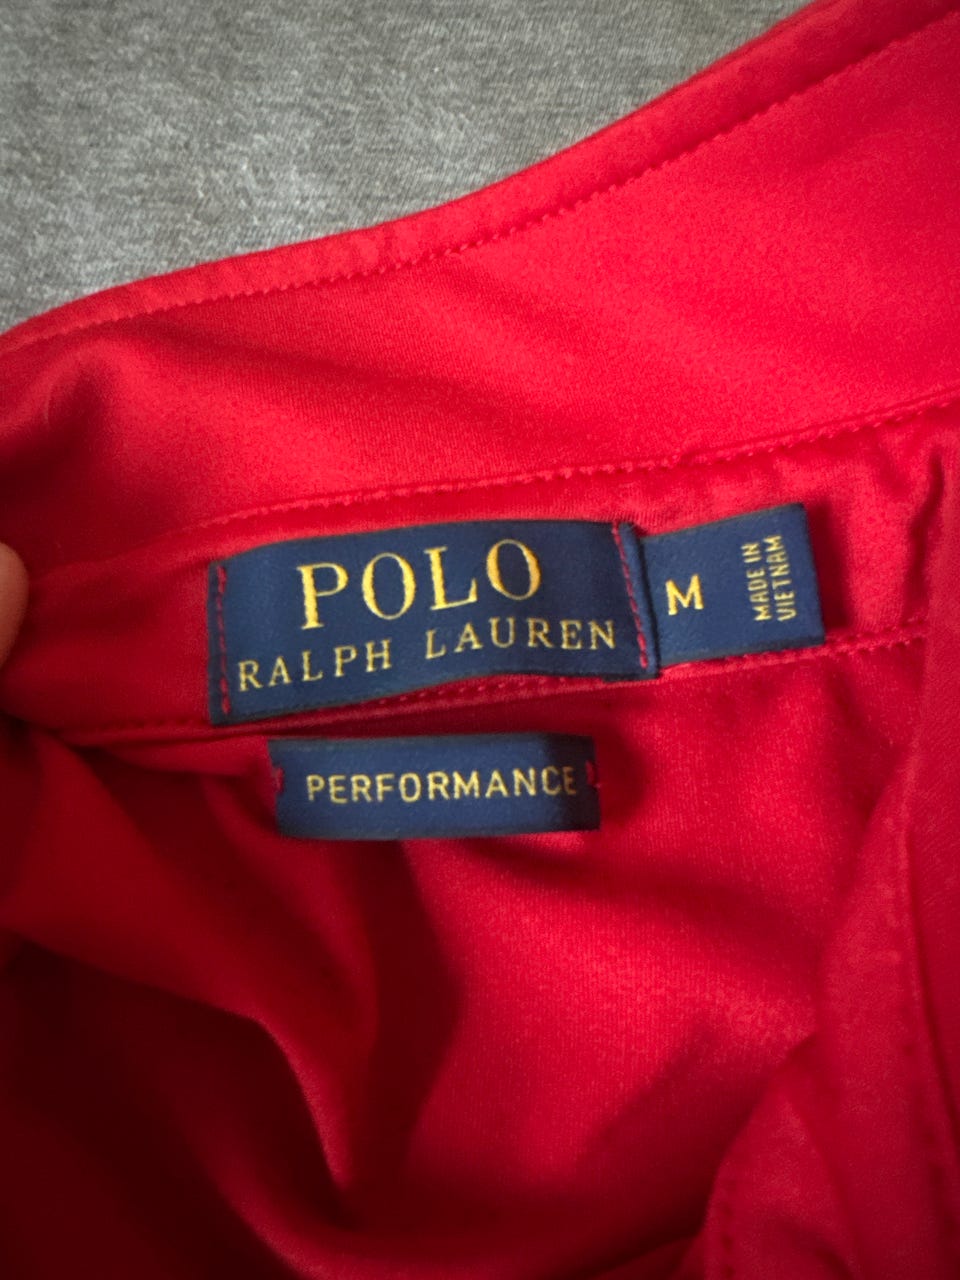 POLO
RALPH LAUREN
M
MADE IN
VIETNAM
PERFORMANCE